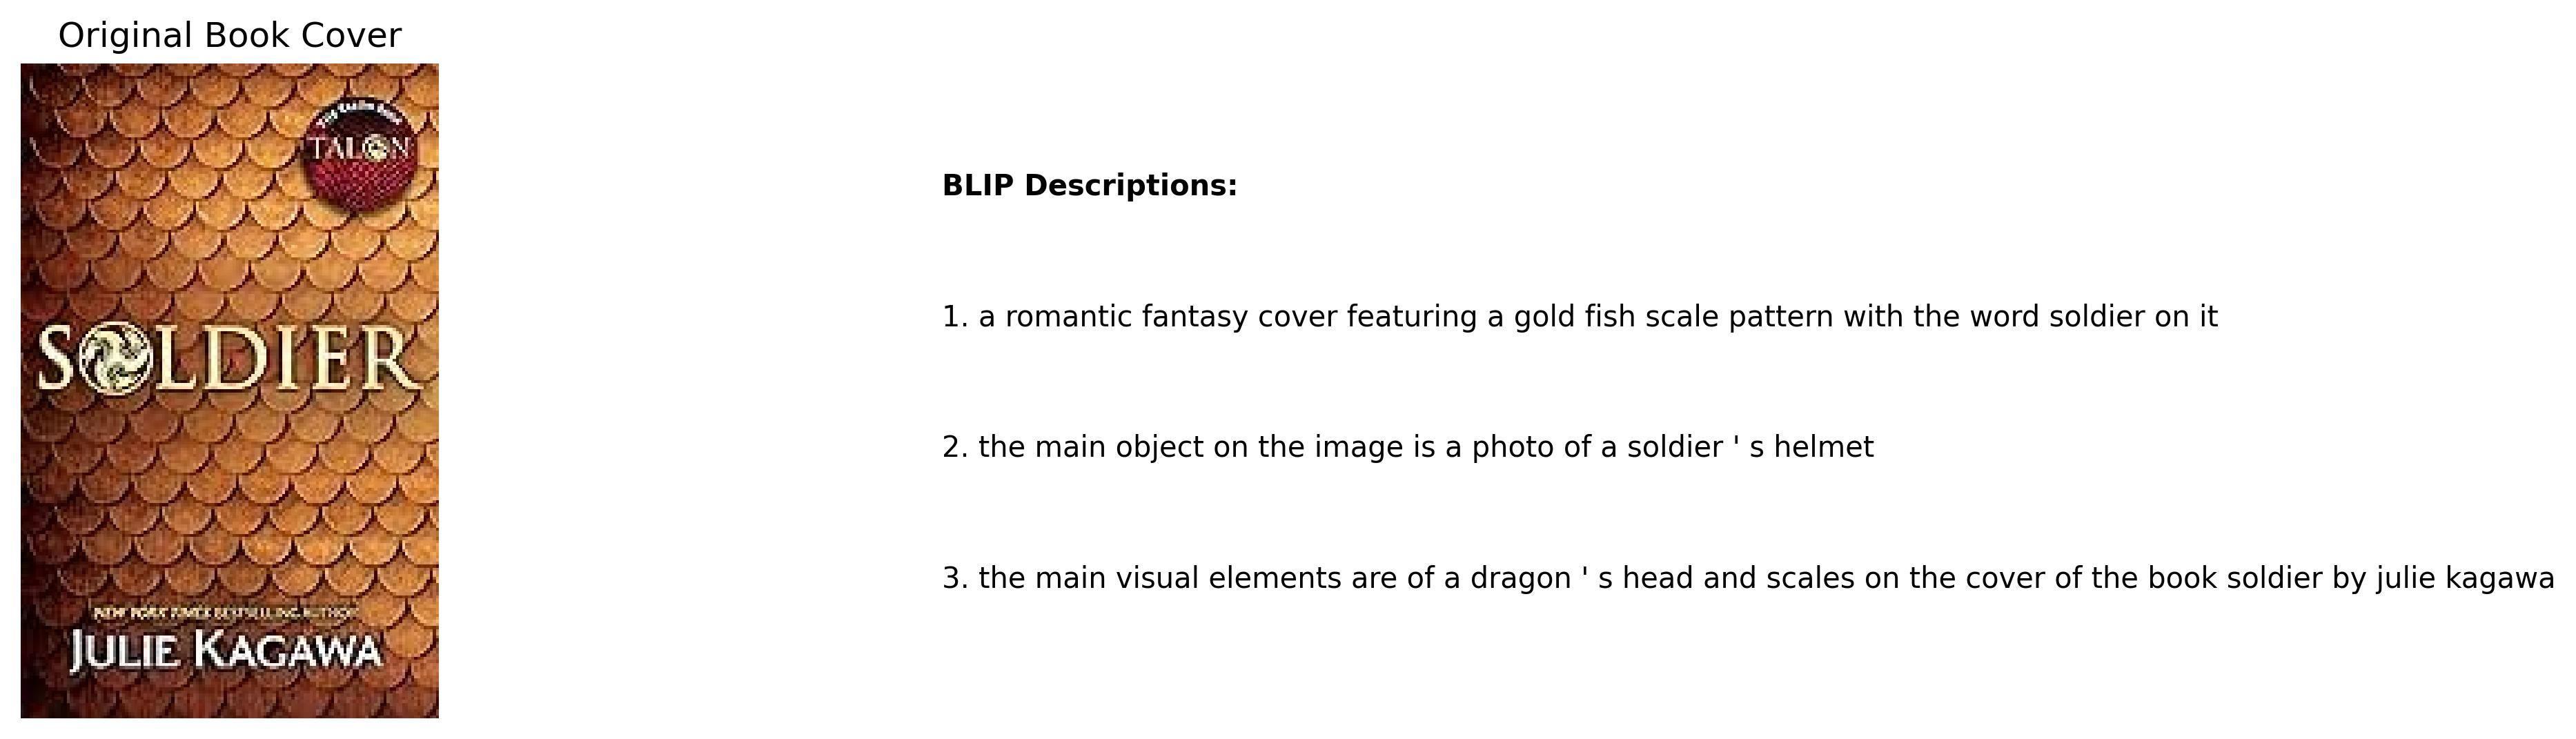 Original Book Cover
TALON
SOLDIER
NEW YORK TIMES BESTSELLING AUTHOR
JULIE KAGAWA
BLIP Descriptions:
1. a romantic fantasy cover featuring a gold fish scale pattern with the word soldier on it
2. the main object on the image is a photo of a soldier ' s helmet
3. the main visual elements are of a dragon ' s head and scales on the cover of the book soldier by julie kagawa